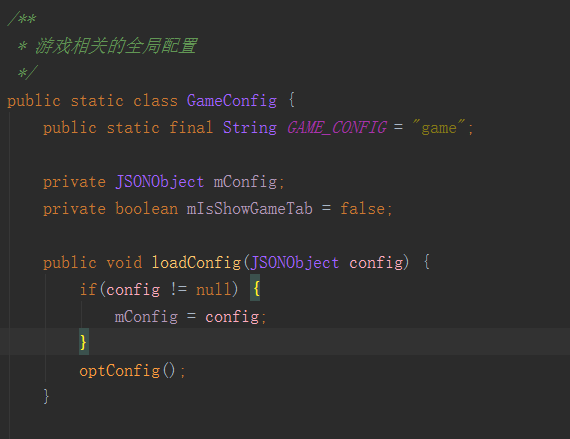 /**
 * 游戏相关的全局配置
 */
public static class GameConfig {
    public static final String GAME_CONFIG = "game";

    private JSONObject mConfig;
    private boolean mIsShowGameTab = false;

    public void loadConfig(JSONObject config) {
        if(config != null) {
            mConfig = config;
        }
        optConfig();
    }